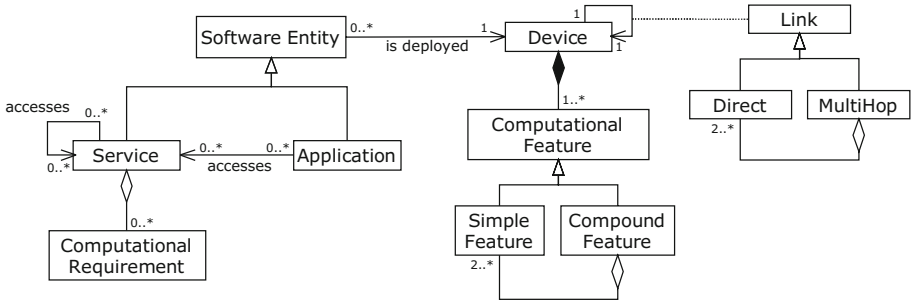 Software Entity
0..*
is deployed
1
Device
1
1
Link
Direct
2..*
MultiHop
accesses
0..*
0..*
Service
0..*
accesses
0..*
Application
1..*
Computational
Feature
0..*
Computational
Requirement
Simple
Feature
2..*
Compound
Feature